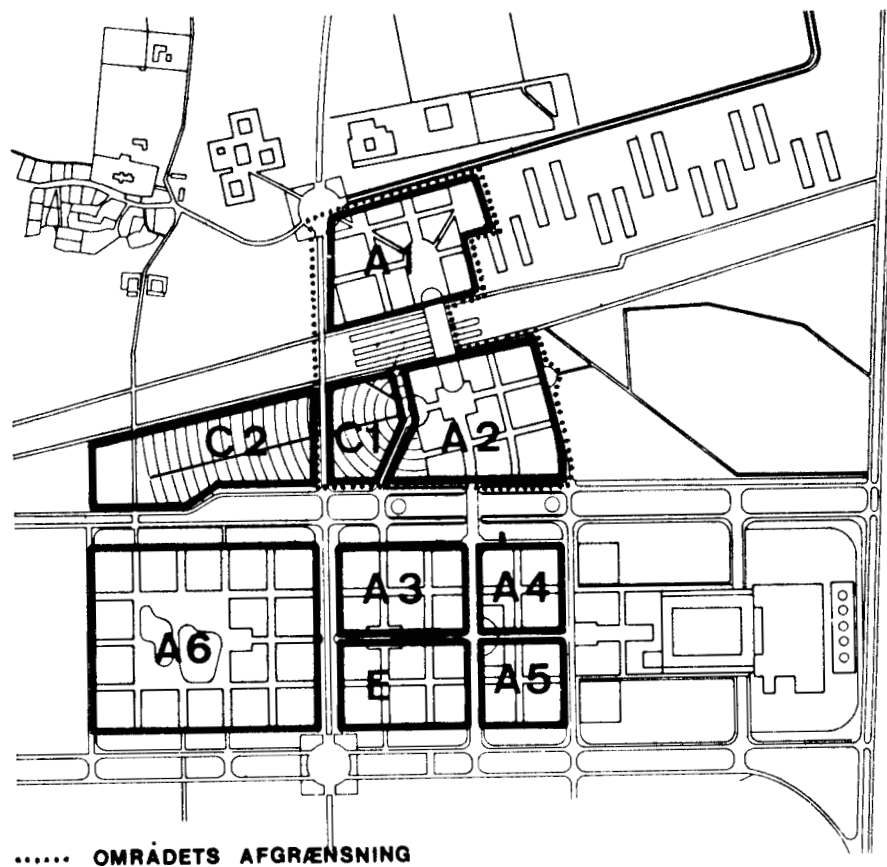 A1
C2
C1
A2
A3
A4
A6
E
A5
...... OMRÅDETS AFGRÆNSNING